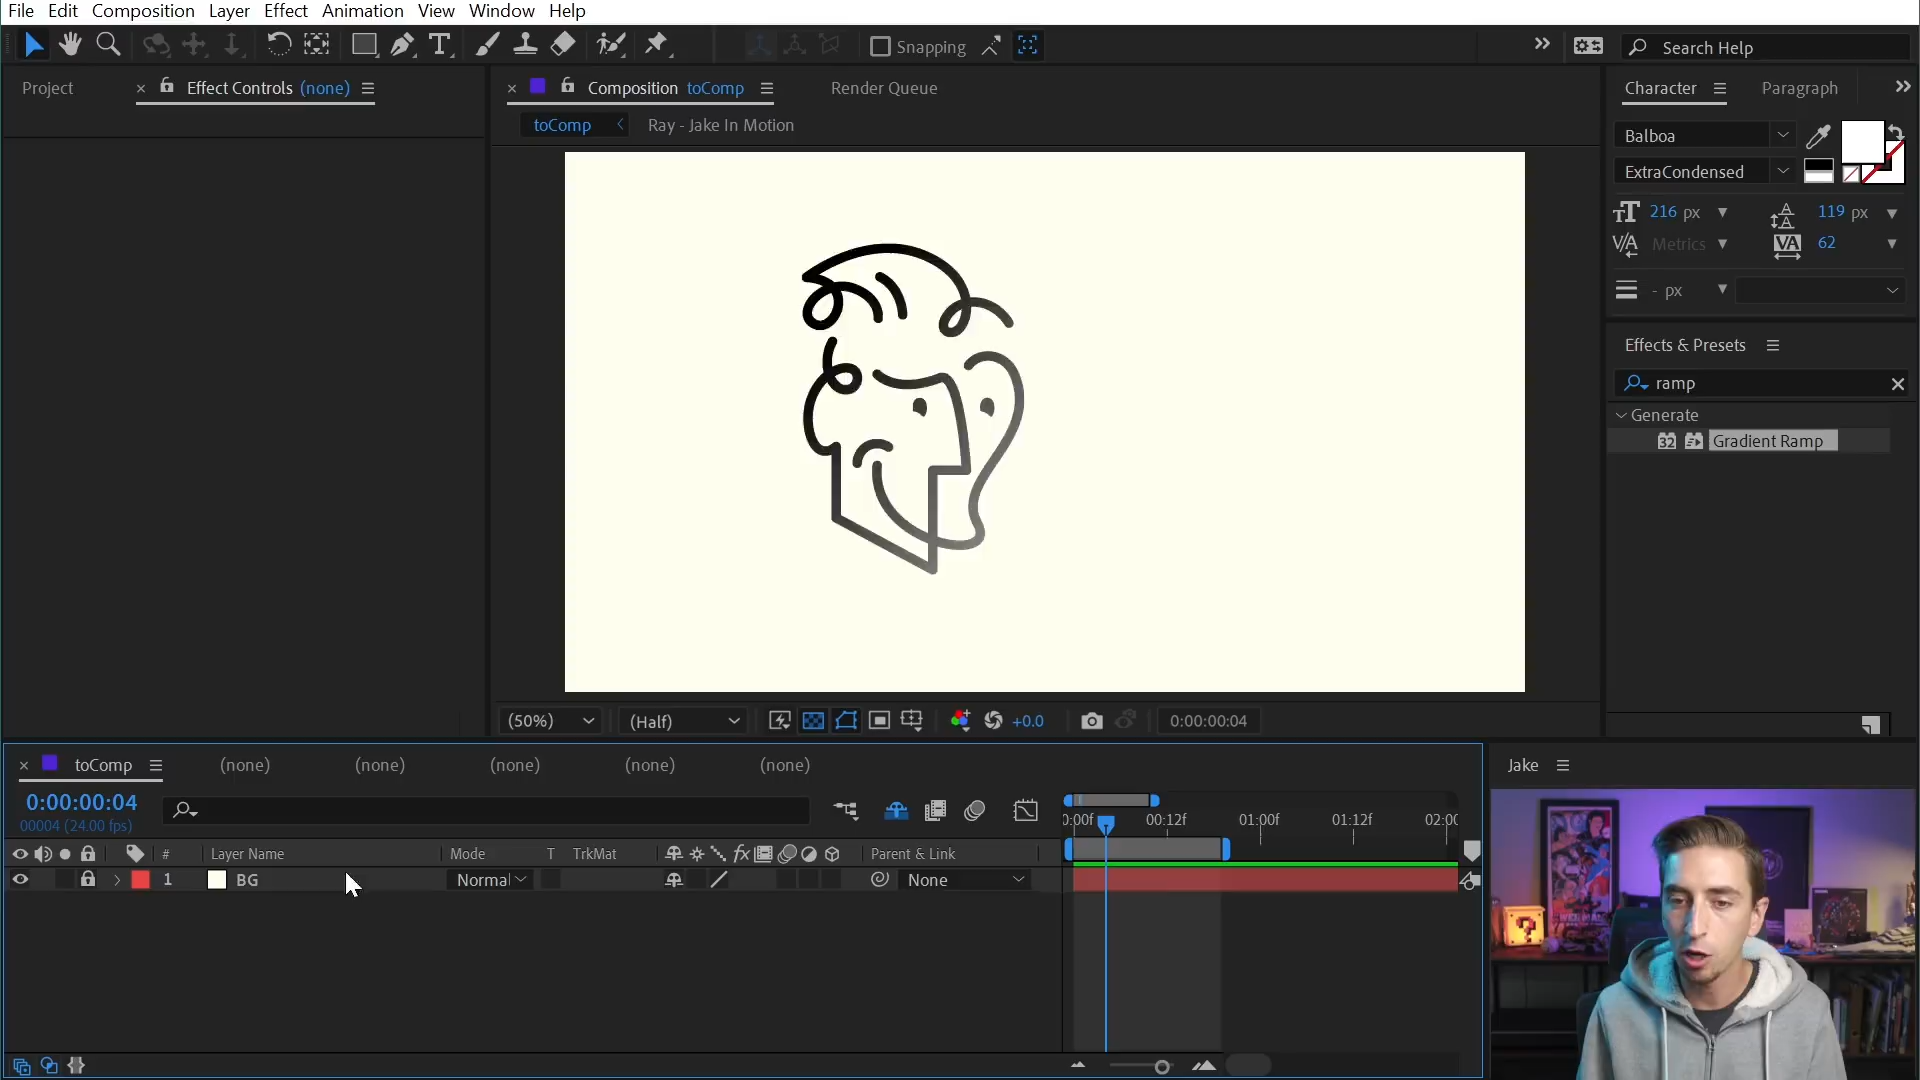 File Edit Composition Layer Effect Animation View Window Help
Snapping
Search Help
Project
Effect Controls (none)
Composition toComp
Render Queue
toComp
Ray - Jake In Motion
Character
Paragraph
Balboa
ExtraCondensed
216 px
119 px
Metrics
62
- px
Effects & Presets
ramp
Generate
32
Gradient Ramp
(50%)
(Half)
+0.0
0:00:00:04
toComp
(none)
(none)
(none)
(none)
(none)
Jake
0:00:00:04
00004 (24.00 fps)
0:00f
00:12f
01:00f
01:12f
02:00
# Layer Name
Mode
T TrkMat
fx
Parent & Link
1 BG
Normal
None